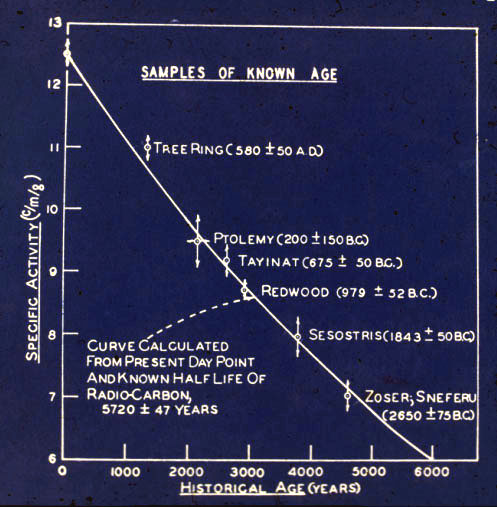 13
SAMPLES OF KNOWN AGE
12
TREE RING (580 ± 50 A.D.)
11
10
PTOLEMY (200 ± 150 B.C.)
TAYINAT (675 ± 50 B.C.)
9
REDWOOD (979 ± 52 B.C.)
8
SESOSTRIS (1843 ± 50 B.C.)
CURVE CALCULATED
FROM PRESENT DAY POINT
AND KNOWN HALF LIFE OF
RADIO-CARBON,
5720 ± 47 YEARS
7
ZOSER; SNEFERU
(2650 ± 75 B.C.)
6
SPECIFIC ACTIVITY (c/m/g)
0 1000 2000 3000 4000 5000 6000
HISTORICAL AGE (YEARS)